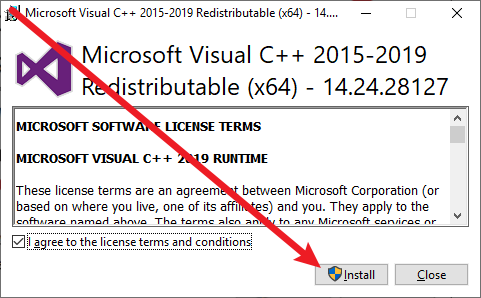 Microsoft Visual C++ 2015-2019 Redistributable (x64) - 14....
Microsoft Visual C++ 2015-2019
Redistributable (x64) - 14.24.28127
MICROSOFT SOFTWARE LICENSE TERMS
MICROSOFT VISUAL C++ 2019 RUNTIME
These license terms are an agreement between Microsoft Corporation (or
based on where you live, one of its affiliates) and you. They apply to the
software named above. The terms also apply to any Microsoft services or
I agree to the license terms and conditions
Install
Close